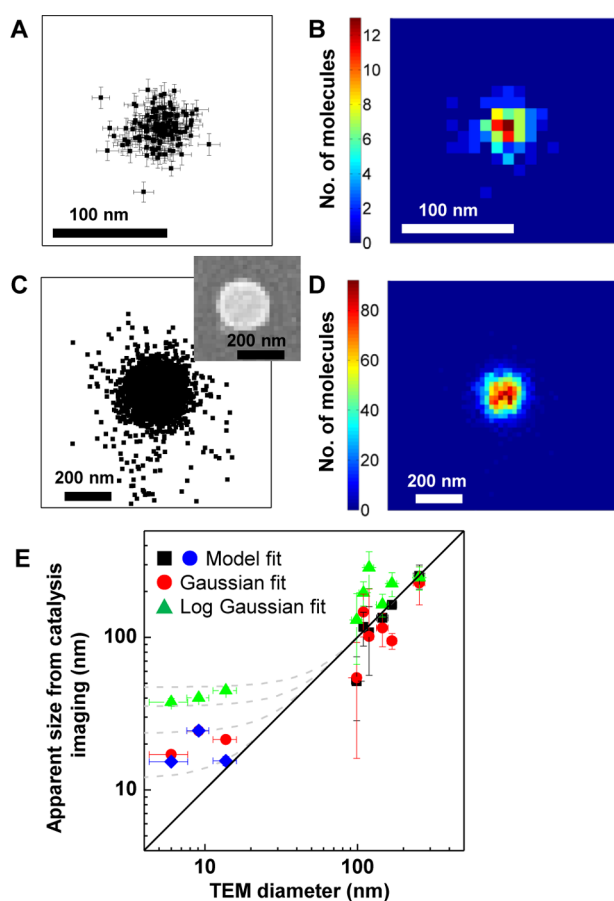 A
100 nm
B
No. of molecules
12
10
8
6
4
2
0
100 nm
C
200 nm
200 nm
D
No. of molecules
80
60
40
20
0
200 nm
E
Model fit
Gaussian fit
Log Gaussian fit
Apparent size from catalysis
imaging (nm)
100
10
10
100
TEM diameter (nm)